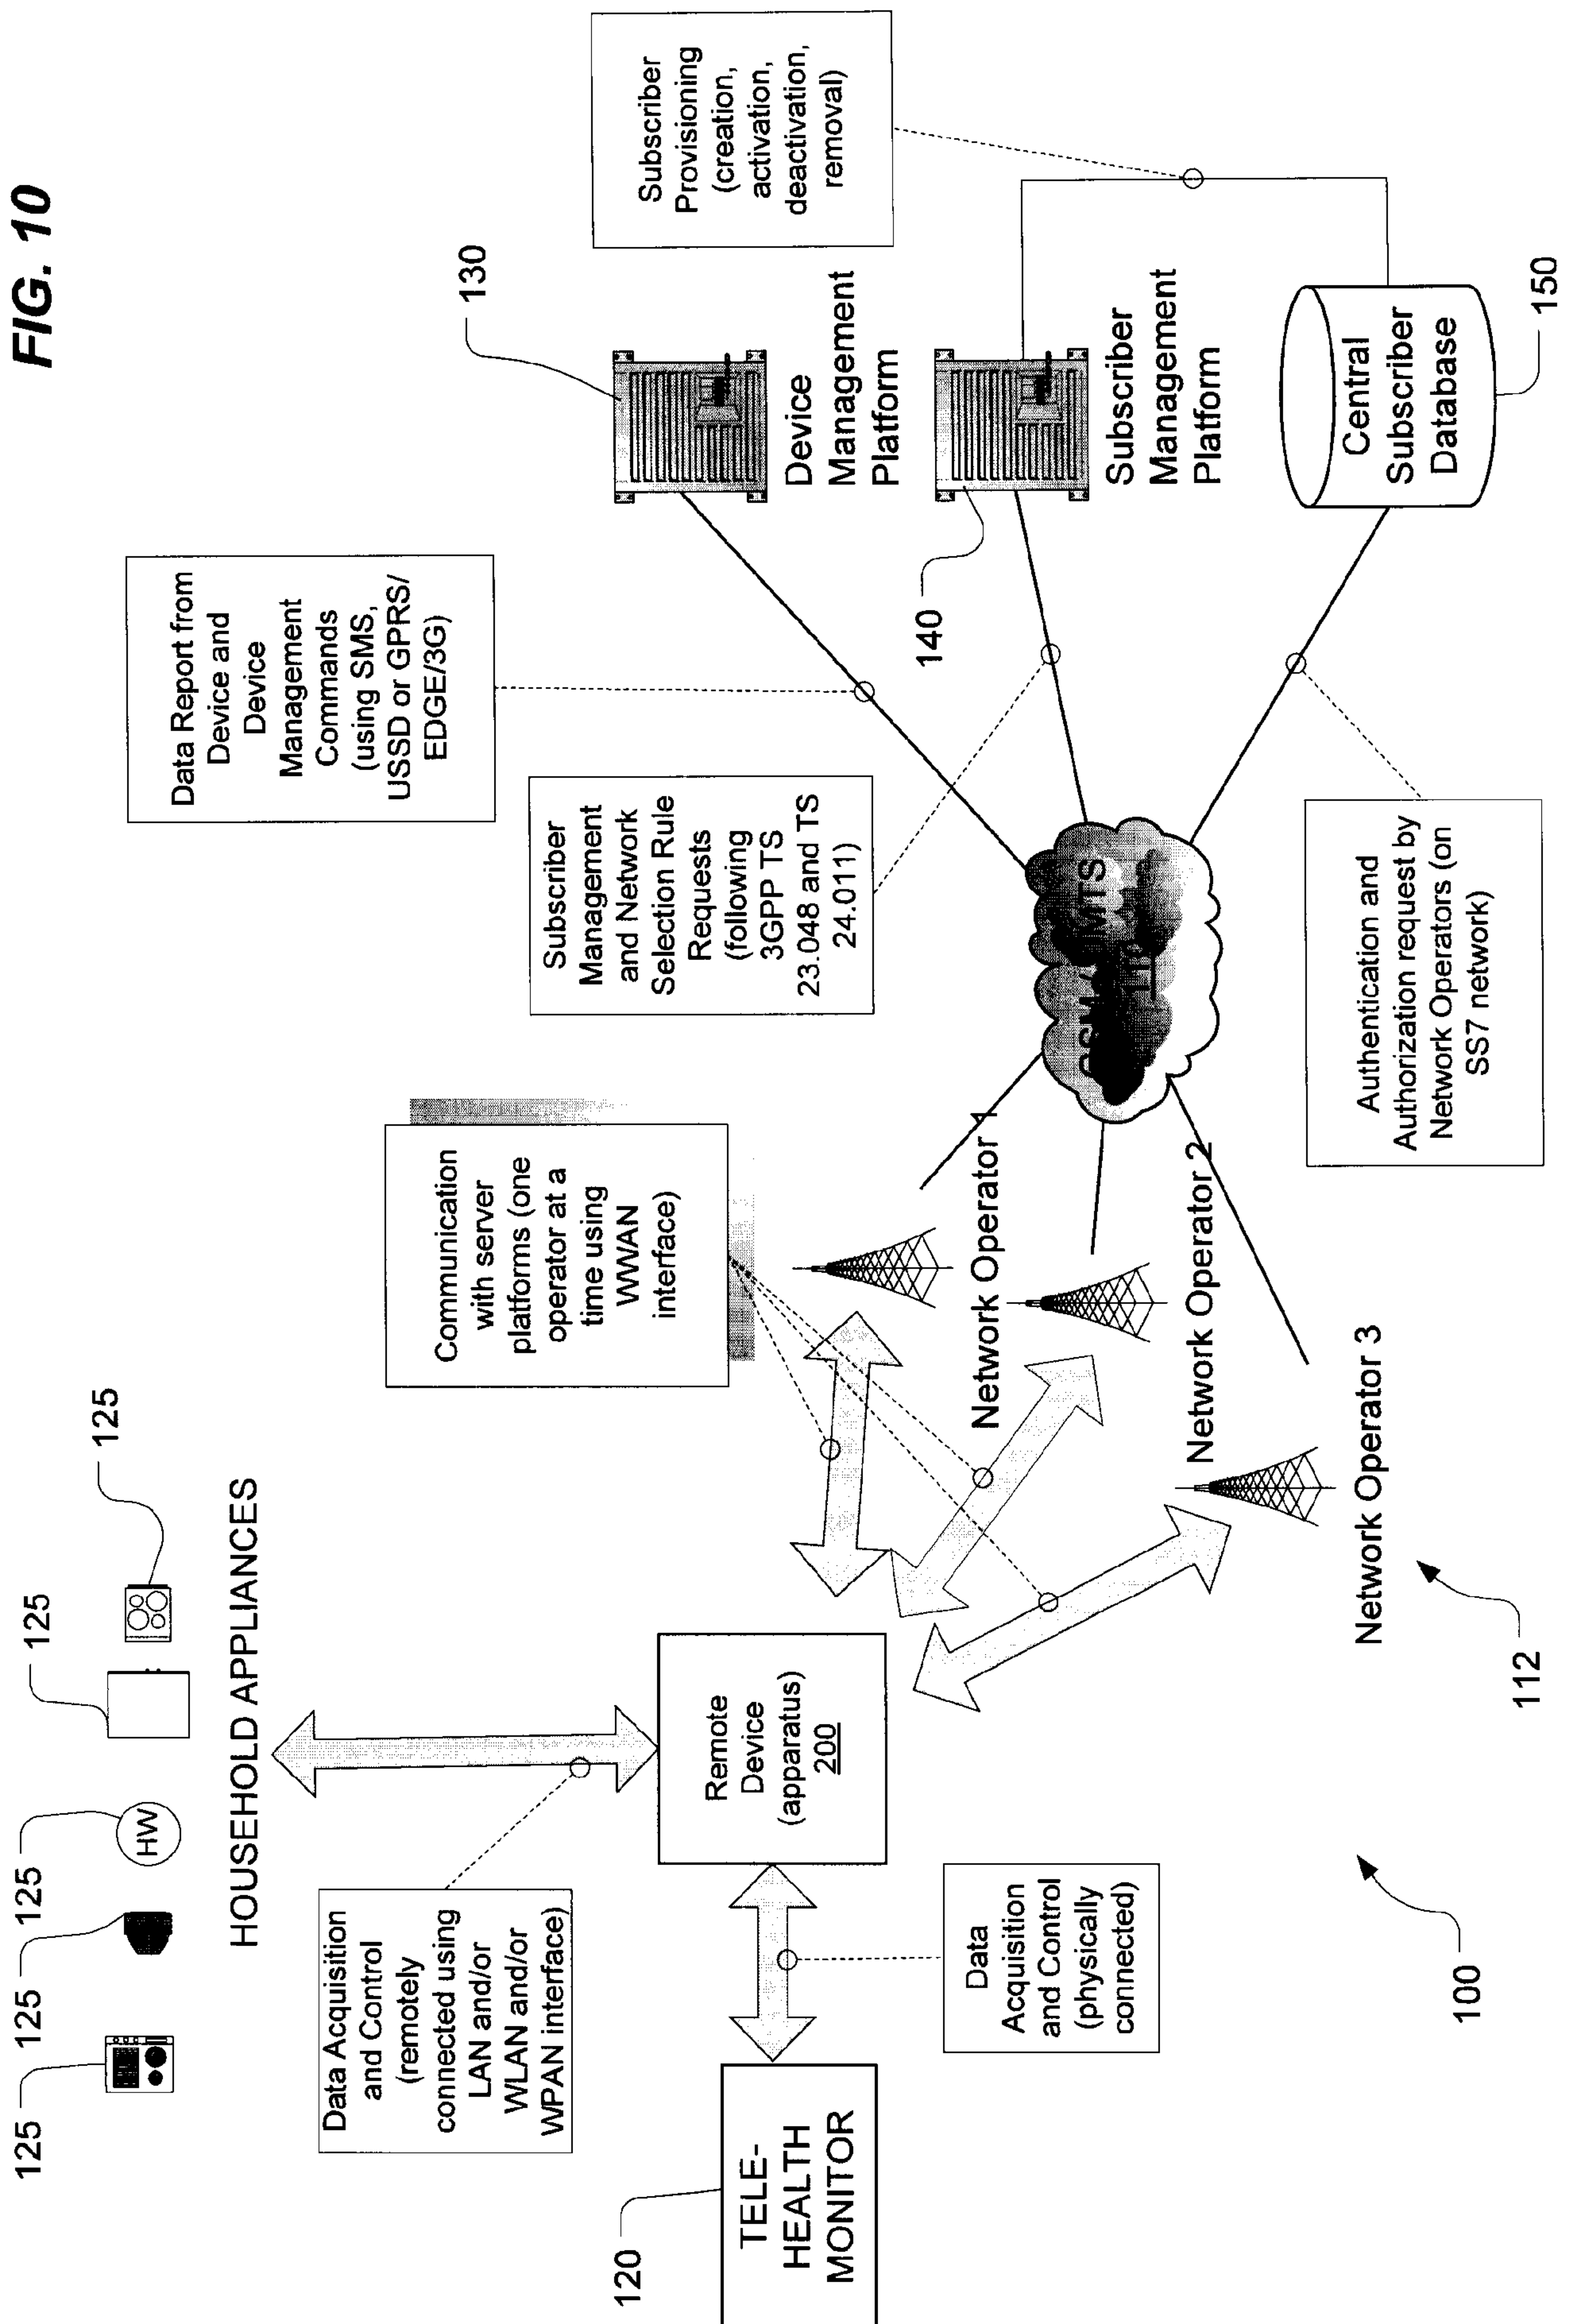 FIG. 10
125
125
125
125
125
HW
HOUSEHOLD APPLIANCES
Data Acquisition
and Control
(remotely
connected using
LAN and/or
WLAN and/or
WPAN interface)
120
TELE-
HEALTH
MONITOR
Remote
Device
(apparatus)
200
Data
Acquisition
and Control
(physically
connected)
100
Communication
with server
platforms (one
operator at a
time using
WWAN
interface)
Network Operator 1
Network Operator 2
Network Operator 3
112
Data Report from
Device and
Device
Management
Commands
(using SMS,
USSD or GPRS/
EDGE/3G)
Subscriber
Management
and Network
Selection Rule
Requests
(following
3GPP TS
23.048 and TS
24.011)
Authentication and
Authorization request by
Network Operators (on
SS7 network)
130
Device
Management
Platform
140
Subscriber
Management
Platform
Subscriber
Provisioning
(creation,
activation,
deactivation,
removal)
Central
Subscriber
Database
150